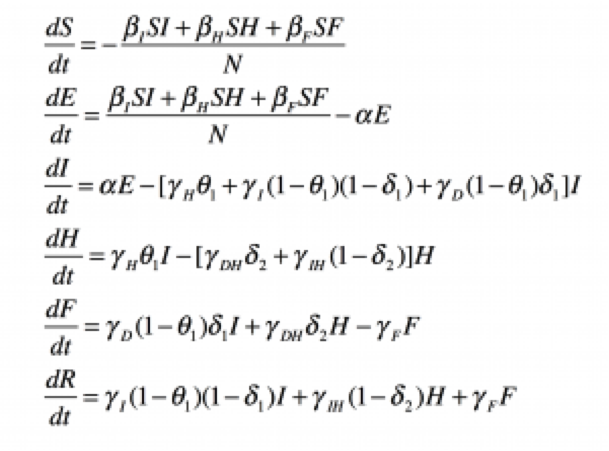 dS/dt = −(β_I SI + β_H SH + β_F SF)/N
dE/dt = (β_I SI + β_H SH + β_F SF)/N − αE
dI/dt = αE − [γ_H θ_1 + γ_I (1−θ_1)(1−δ_1) + γ_D (1−θ_1)δ_1]I
dH/dt = γ_H θ_1 I − [γ_DH δ_2 + γ_IH (1−δ_2)]H
dF/dt = γ_D (1−θ_1)δ_1 I + γ_DH δ_2 H − γ_F F
dR/dt = γ_I (1−θ_1)(1−δ_1)I + γ_IH (1−δ_2)H + γ_F F